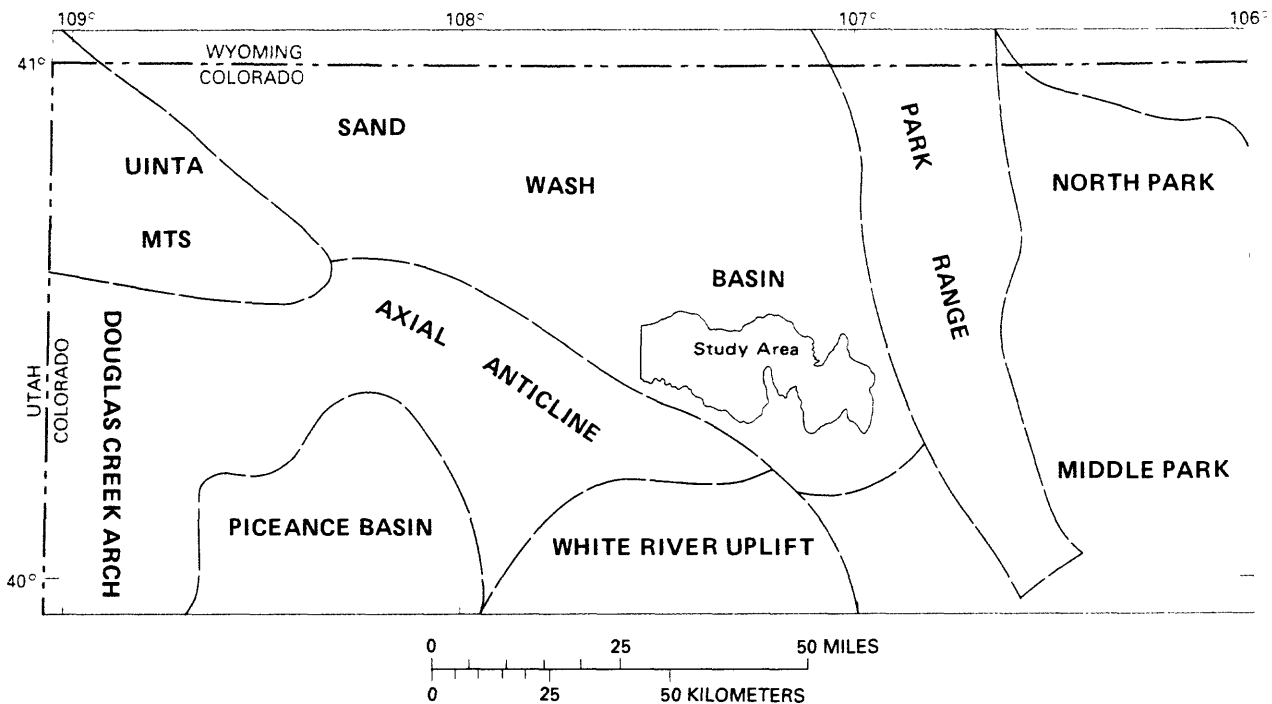 109° 108° 107° 106°
41°
WYOMING
COLORADO
SAND
PARK
UINTA
WASH
NORTH PARK
MTS
BASIN
RANGE
AXIAL
DOUGLAS CREEK ARCH
Study Area
UTAH
COLORADO
ANTICLINE
MIDDLE PARK
PICEANCE BASIN
WHITE RIVER UPLIFT
40°
0 25 50 MILES
0 25 50 KILOMETERS